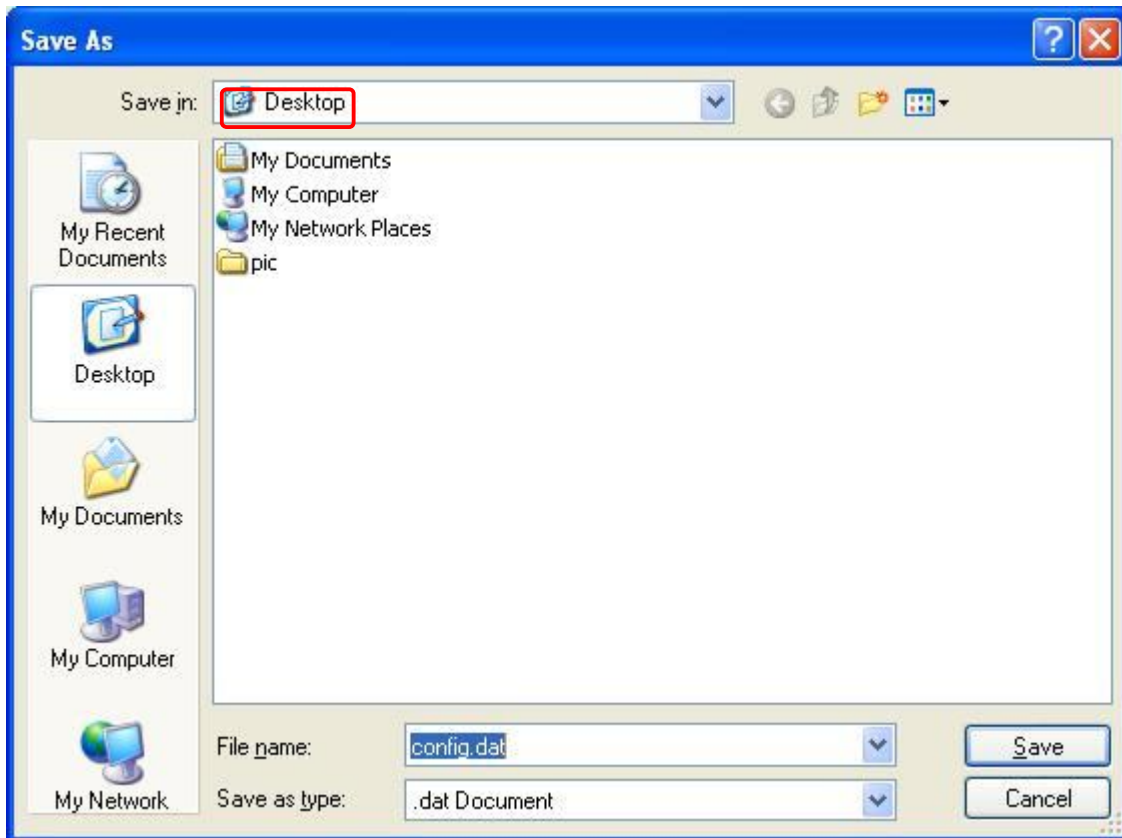 Save As
Save in: Desktop
My Documents
My Computer
My Network Places
pic
My Recent
Documents
Desktop
My Documents
My Computer
My Network
File name: config.dat Save
Save as type: .dat Document Cancel